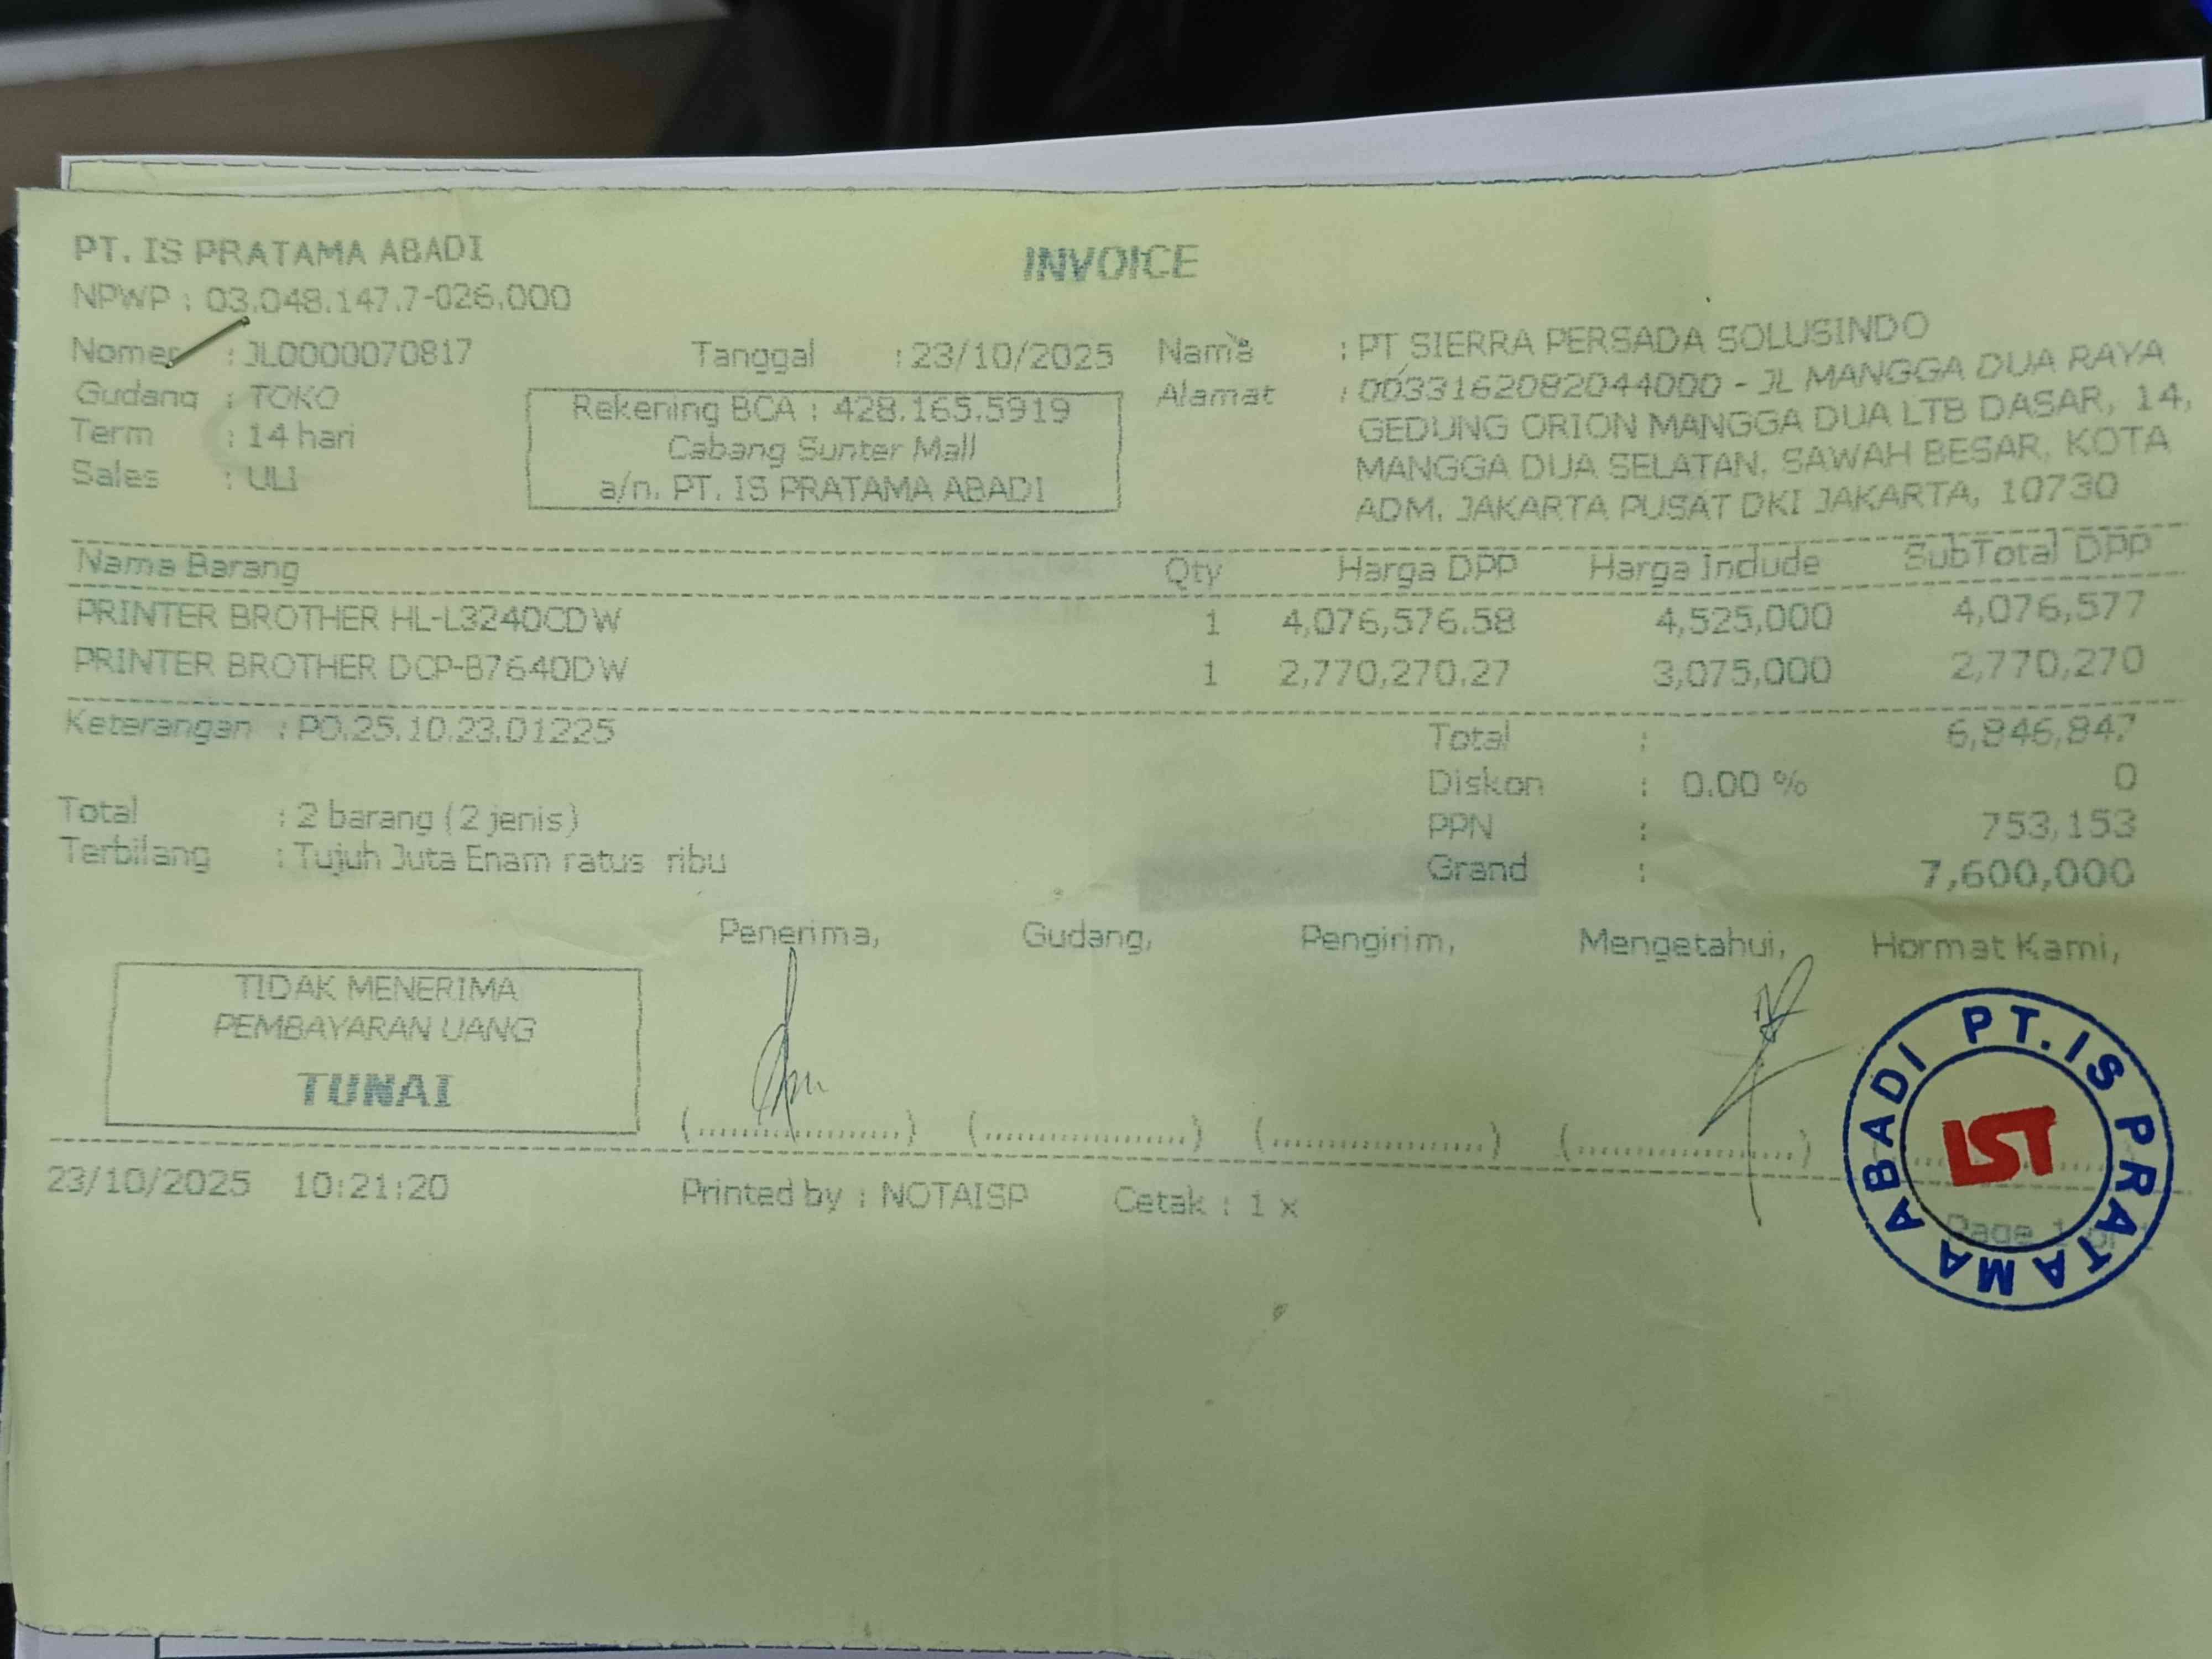 PT. IS PRATAMA ABADI
INVOICE
NPWP : 03.048.147.7-026.000
Nomer : JL0000070817
Tanggal : 23/10/2025
Nama : PT SIERRA PERSADA SOLUSINDO
Gudang : TOKO
Term : 14 hari
Sales : ULI
Rekening BCA : 428.165.5919
Cabang Sunter Mall
a/n. PT. IS PRATAMA ABADI
Alamat : 0033162082044000 - JL MANGGA DUA RAYA
GEDUNG ORION MANGGA DUA LTB DASAR, 14,
MANGGA DUA SELATAN, SAWAH BESAR, KOTA
ADM. JAKARTA PUSAT DKI JAKARTA, 10730
Nama Barang Qty Harga DPP Harga Include SubTotal DPP
PRINTER BROTHER HL-L3240CDW 1 4,076,576.58 4,525,000 4,076,577
PRINTER BROTHER DCP-B7640DW 1 2,770,270.27 3,075,000 2,770,270
Keterangan : PO.25.10.23.01225
Total : 6,846,847
Diskon : 0.00 % 0
Total : 2 barang (2 jenis)
PPN : 753,153
Terbilang : Tujuh Juta Enam ratus ribu
Grand : 7,600,000
Penerima, Gudang, Pengirim, Mengetahui, Hormat Kami,
TIDAK MENERIMA
PEMBAYARAN UANG
TUNAI
(....................) (....................) (....................) (....................)
PT. IS PRATAMA ABADI
IST
23/10/2025 10:21:20 Printed by : NOTAISP Cetak : 1 x
Page 1 of